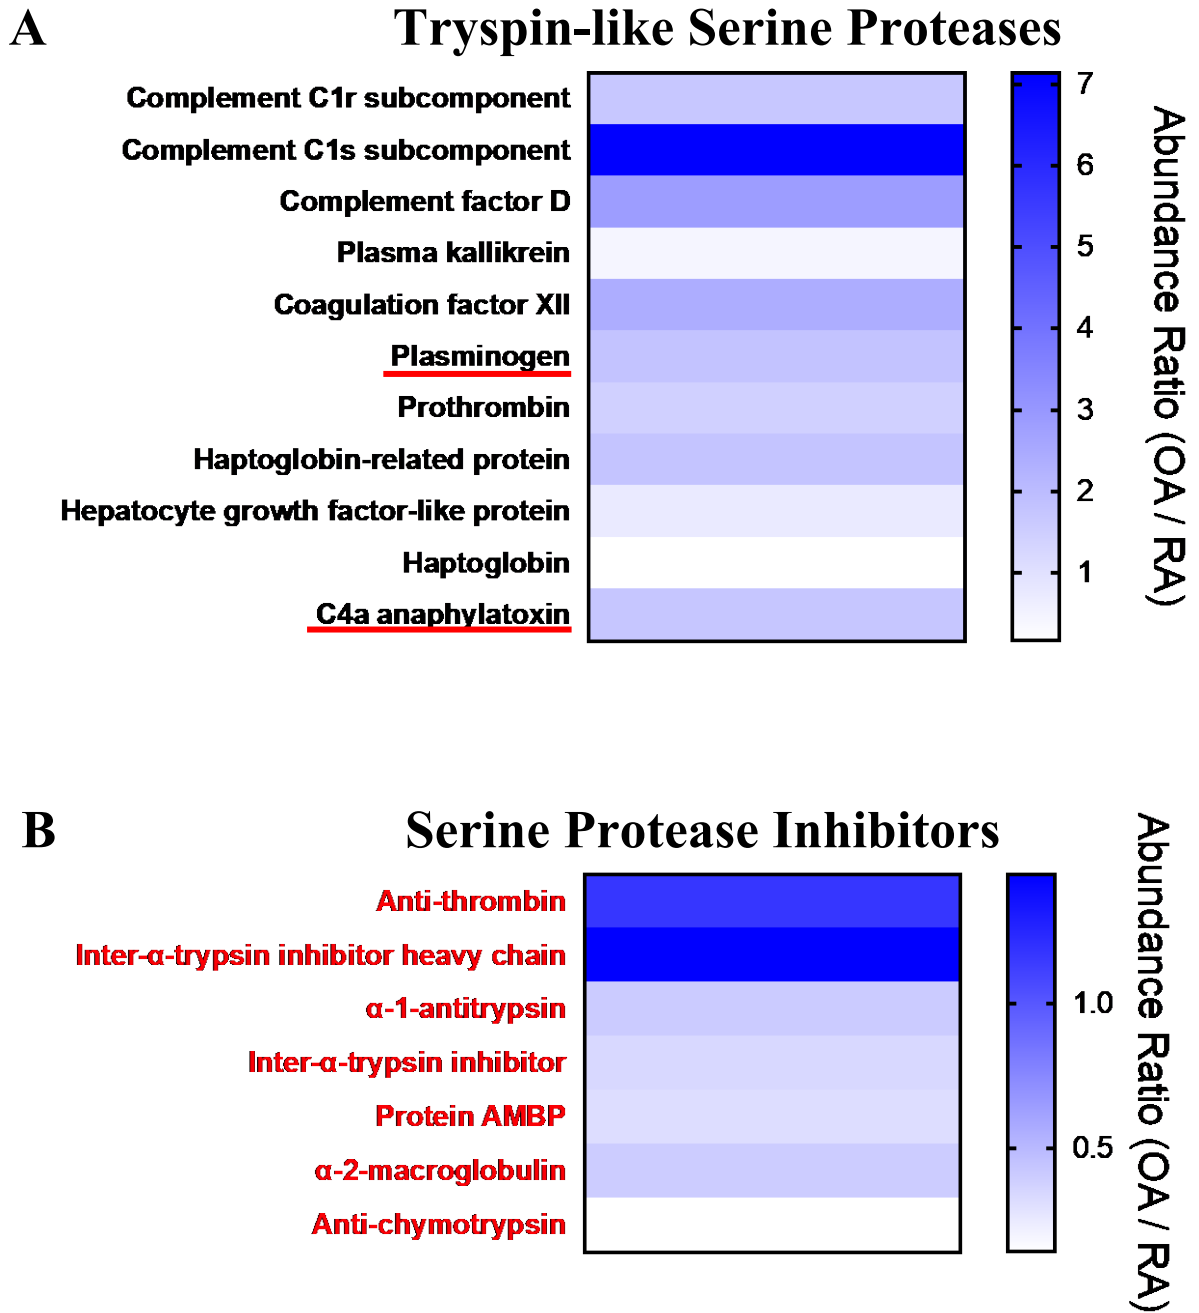 A
Tryspin-like Serine Proteases
Complement C1r subcomponent
Complement C1s subcomponent
Complement factor D
Plasma kallikrein
Coagulation factor XII
Plasminogen
Prothrombin
Haptoglobin-related protein
Hepatocyte growth factor-like protein
Haptoglobin
C4a anaphylatoxin
7
6
5
4
3
2
1
Abundance Ratio (OA / RA)
B
Serine Protease Inhibitors
Anti-thrombin
Inter-α-trypsin inhibitor heavy chain
α-1-antitrypsin
Inter-α-trypsin inhibitor
Protein AMBP
α-2-macroglobulin
Anti-chymotrypsin
1.0
0.5
Abundance Ratio (OA / RA)